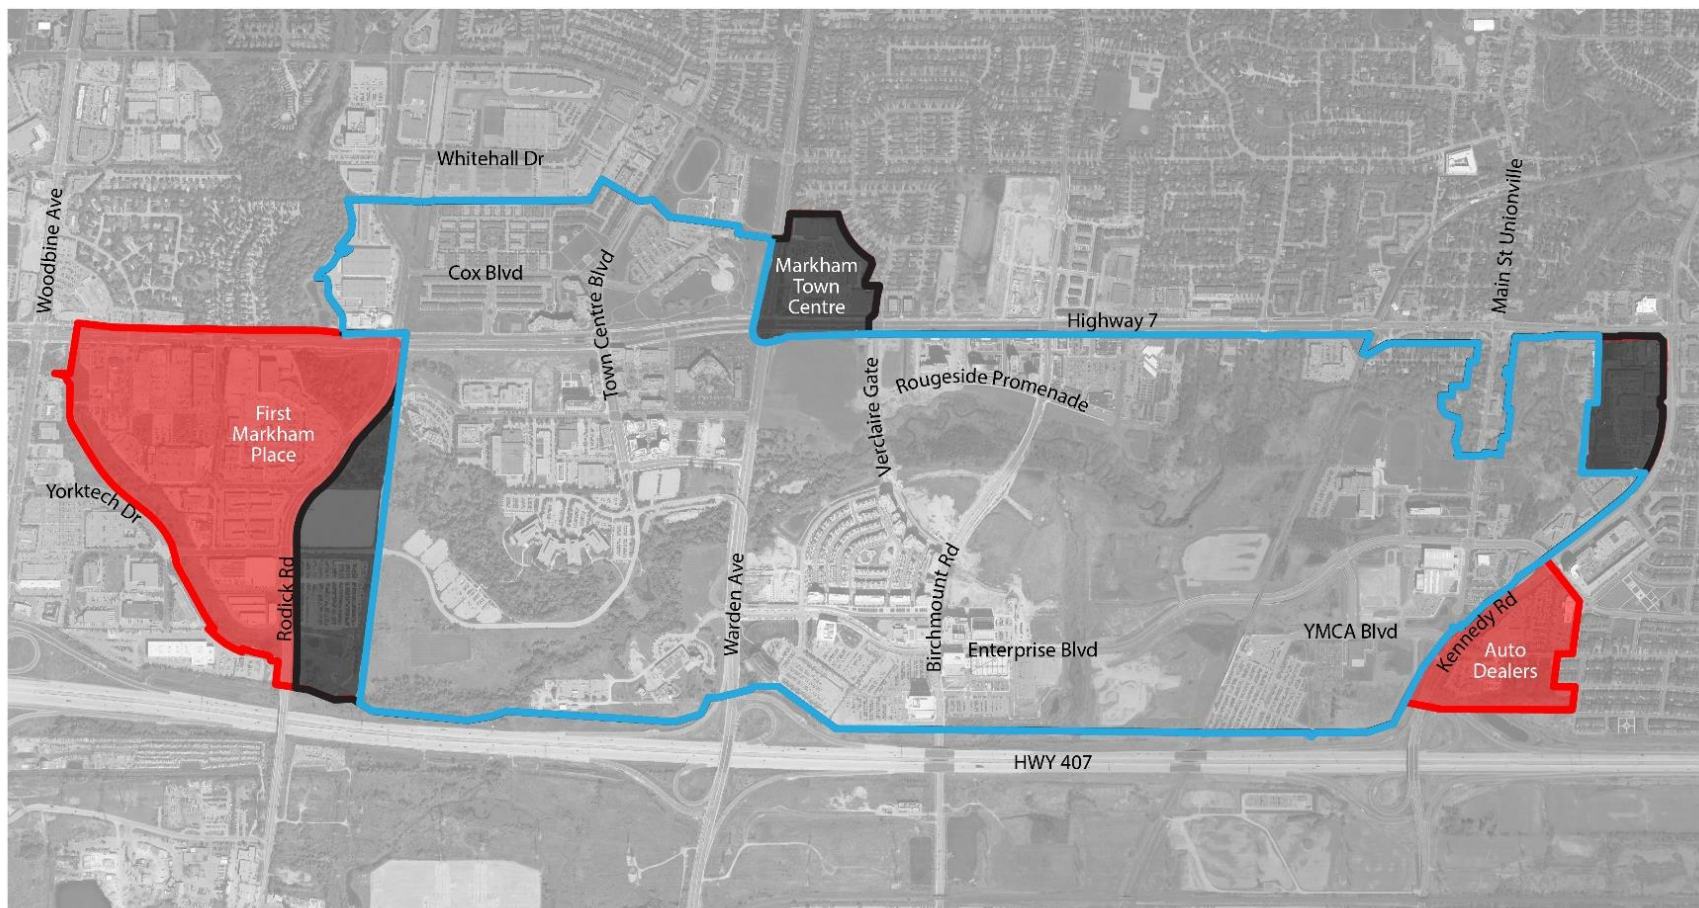 Whitehall Dr
Woodbine Ave
Main St Unionville
Markham
Town
Centre
Cox Blvd
Town Centre Blvd
Highway 7
Verclaire Gate
Rougeside Promenade
First
Markham
Place
Yorktech Dr
Rodick Rd
Warden Ave
Birchmount Rd
Enterprise Blvd
YMCA Blvd
Kennedy Rd
Auto
Dealers
HWY 407